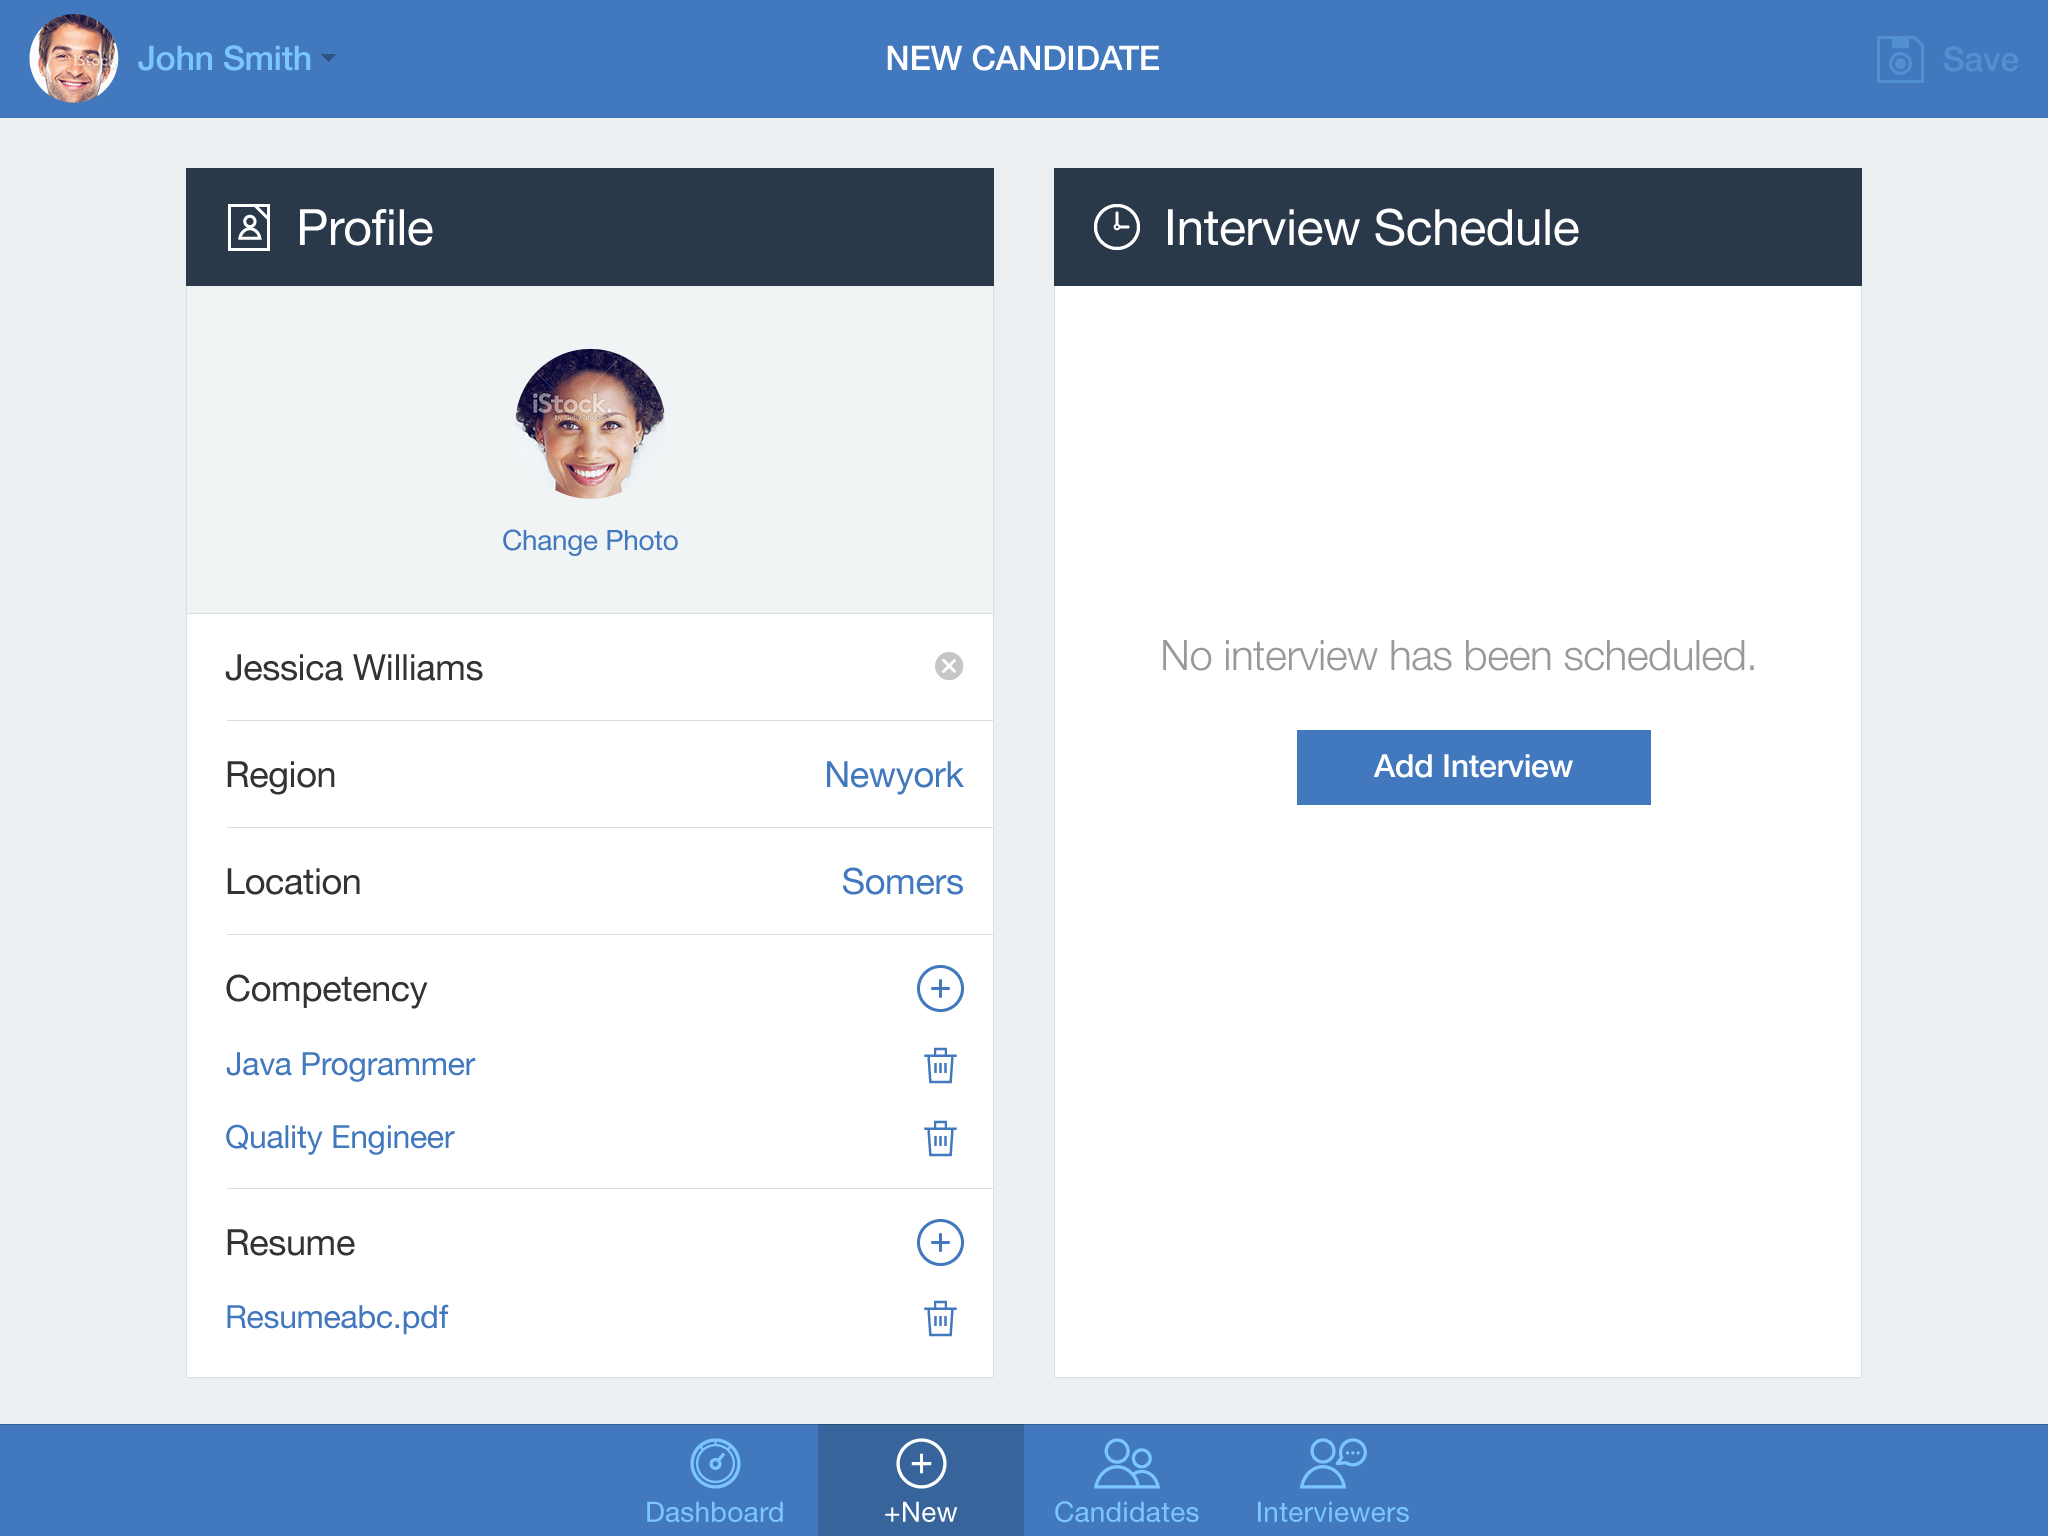 John Smith
NEW CANDIDATE
Save
Profile
iStock.
Change Photo
Jessica Williams
Region
Newyork
Location
Somers
Competency
Java Programmer
Quality Engineer
Resume
Resumeabc.pdf
Interview Schedule
No interview has been scheduled.
Add Interview
Dashboard
+New
Candidates
Interviewers